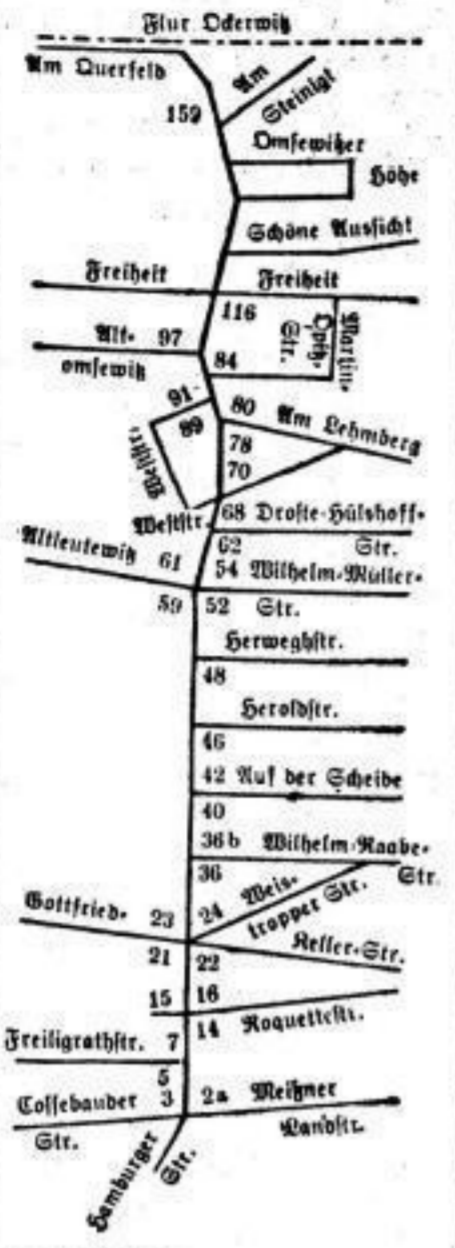 Flur Ockerwitz
Am Querfeld
Am
Steinigt
159
Omsewitzer
Höhe
Schöne Aussicht
Freiheit
Freiheit
116
Martin-
Opitz-
Str.
Alt- 97
omsewitz
84
91-
89
80 Am Lehmberg
78
70
Weststr.
68 Droste-Hülshoff-
Str.
62
Altleutewitz 61
54 Wilhelm-Müller-
Str.
59
52
Herweghstr.
48
Heroldstr.
46
42 Auf der Scheibe
40
36b Wilhelm-Raabe-
Str.
36
Weis-
tropper Str.
24
Gottfried- 23
Keller-Str.
21
22
15
16
14 Roquettestr.
Freiligrathstr. 7
5
Cossebauder 3
Str.
2a Meißner
Landstr.
Hamburger
Str.